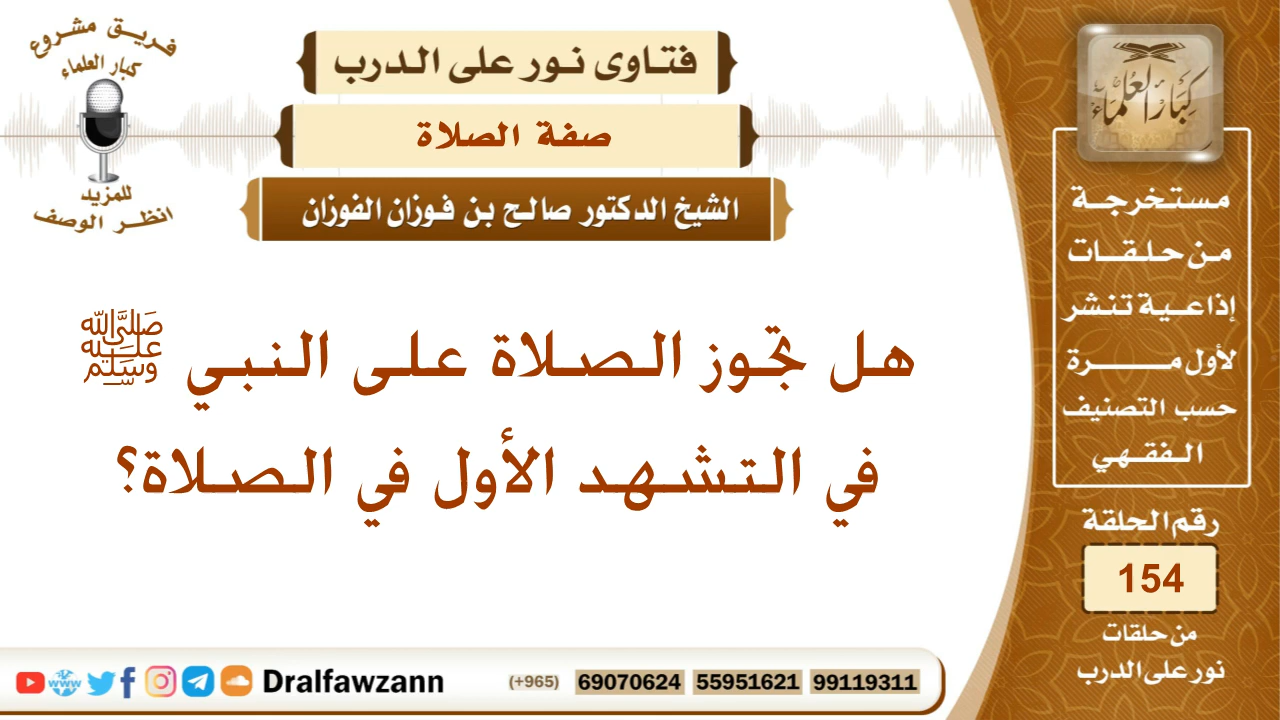 فريق مشروع
كبار العلماء
للمزيد
انظر الوصف
فتاوى نور على الدرب
صفة الصلاة
الشيخ الدكتور صالح بن فوزان الفوزان
هل تجوز الصلاة على النبي ﷺ
في التشهد الأول في الصلاة؟
كبار العلماء
مستخرجة
من حلقات
إذاعية تنشر
لأول مرة
حسب التصنيف
الفقهي
رقم الحلقة
154
من حلقات
نور على الدرب
www
Dralfawzann
(+965) 69070624 55951621 99119311